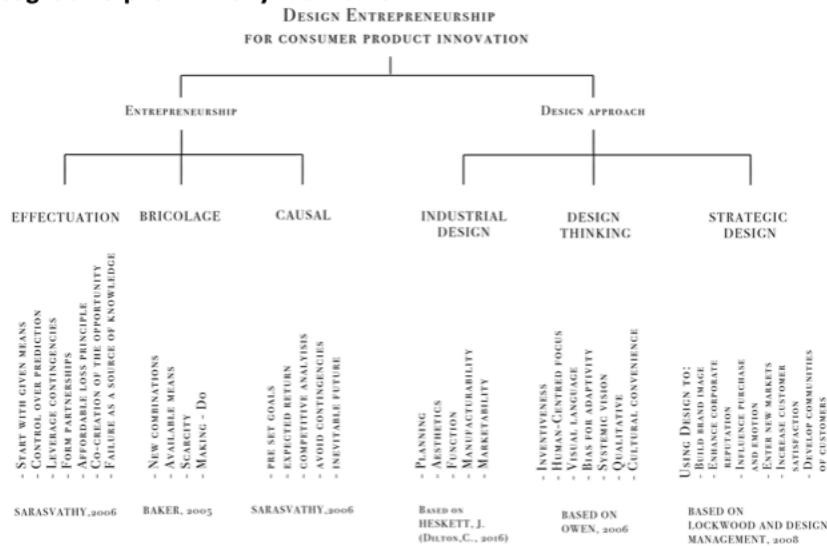 DESIGN ENTREPRENEURSHIP
FOR CONSUMER PRODUCT INNOVATION
ENTREPRENEURSHIP
DESIGN APPROACH
EFFECTUATION
BRICOLAGE
CAUSAL
INDUSTRIAL
DESIGN
DESIGN
THINKING
STRATEGIC
DESIGN
- START WITH GIVEN MEANS
- CONTROL OVER PREDICTION
- LEVERAGE CONTINGENCIES
- FORM PARTNERSHIPS
- AFFORDABLE LOSS PRINCIPLE
- CO-CREATION OF THE OPPORTUNITY
- FAILURE AS A SOURCE OF KNOWLEDGE
- NEW COMBINATIONS
- AVAILABLE MEANS
- SCARCITY
- MAKING - DO
- PRE SET GOALS
- EXPECTED RETURN
- COMPETITIVE ANALYISIS
- AVOID CONTINGENCIES
- INEVITABLE FUTURE
- PLANNING
- AESTHETICS
- FUNCTION
- MANUFACTURABILITY
- MARKETABILITY
- INVENTIVENESS
- HUMAN-CENTRED FOCUS
- VISUAL LANGUAGE
- BIAS FOR ADAPTIVITY
- SYSTEMIC VISION
- QUALITATIVE
- CULTURAL CONVENIENCE
USING DESIGN TO:
- BUILD BRAND IMAGE
- ENHANCE CORPORATE
REPUTATION
- INFLUENCE PURCHASE
AND EMOTION
- ENTER NEW MARKETS
- INCREASE CUSTOMER
SATISFACTION
- DEVELOP COMMUNITIES
OF CUSTOMERS
SARASVATHY,2006
BAKER, 2005
SARASVATHY,2006
BASED ON
HESKETT, J.
(DILTON,C., 2016)
BASED ON
OWEN, 2006
BASED ON
LOCKWOOD AND DESIGN
MANAGEMENT, 2008